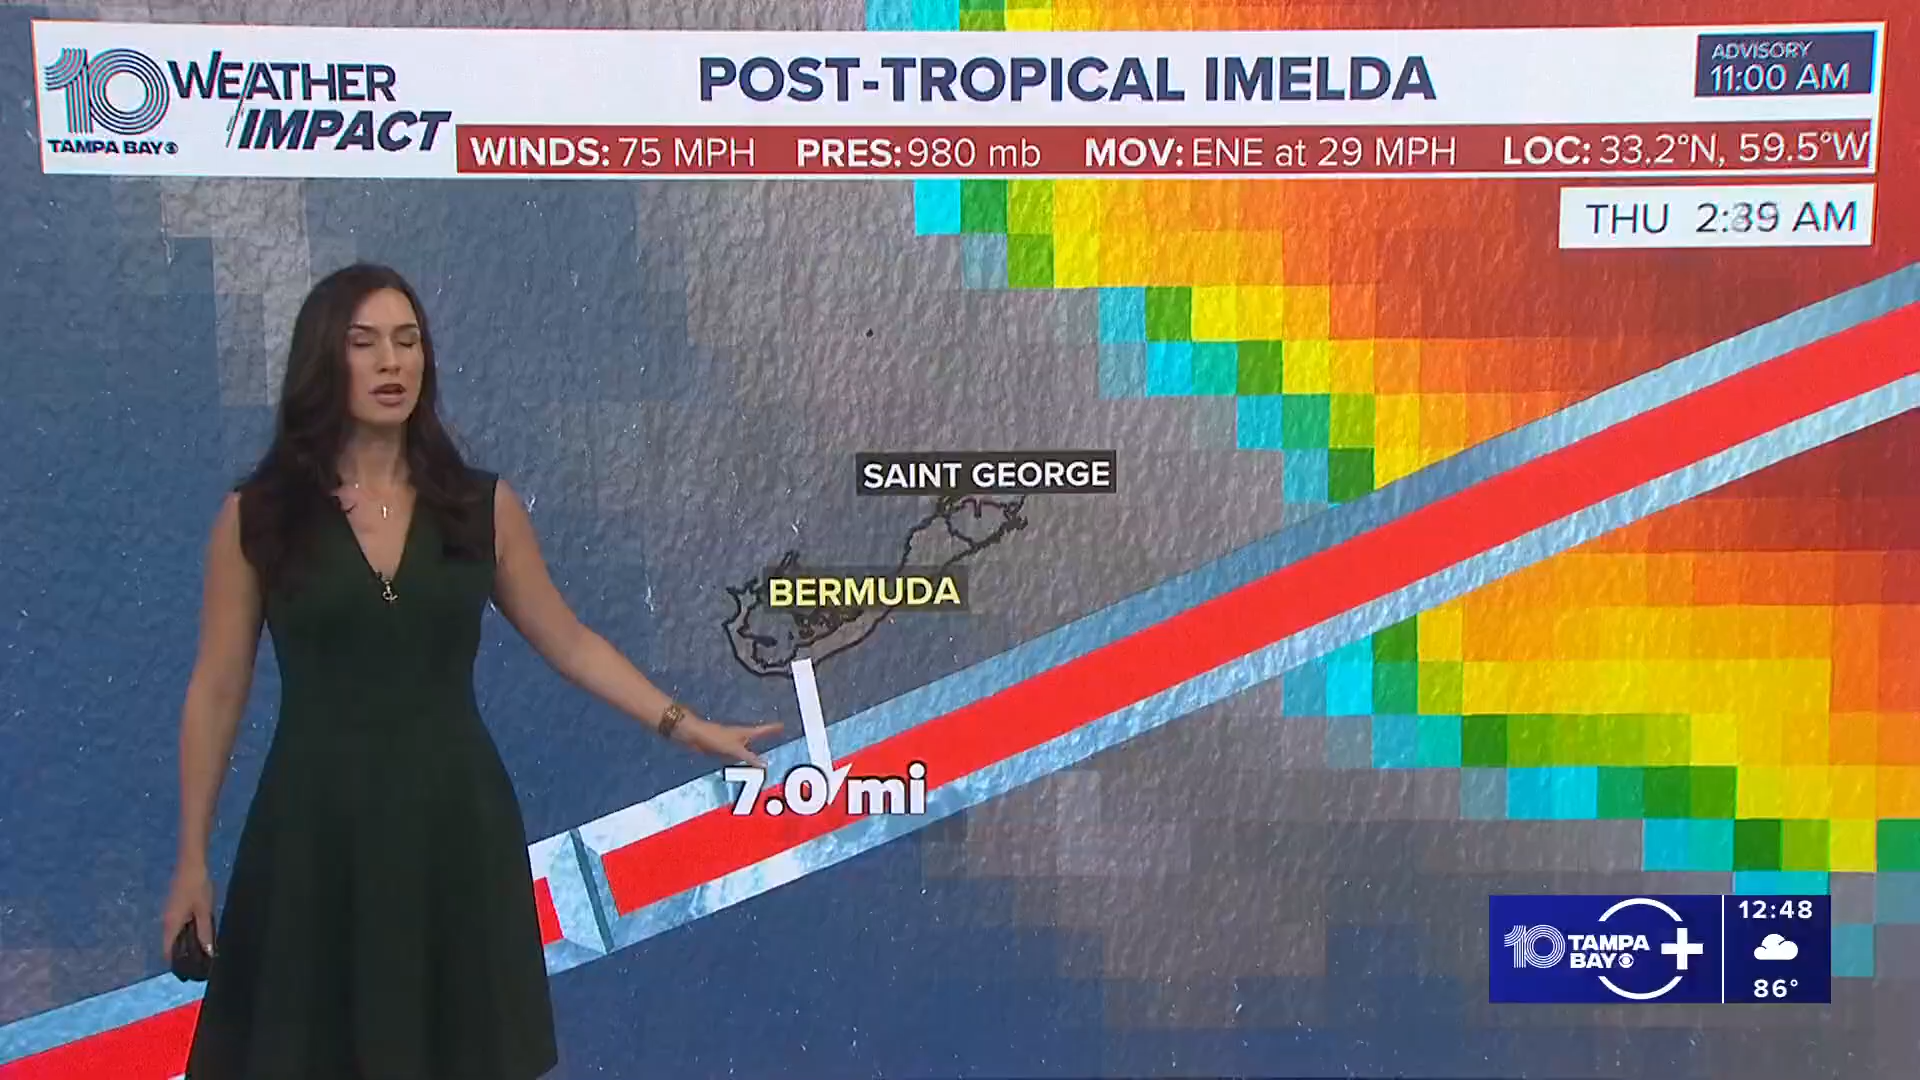 10
TAMPA BAY
WEATHER
IMPACT
POST-TROPICAL IMELDA
ADVISORY
11:00 AM
WINDS: 75 MPH PRES: 980 mb MOV: ENE at 29 MPH LOC: 33.2°N, 59.5°W
THU AM
SAINT GEORGE
BERMUDA
7.0 mi
10 TAMPA BAY +
12:48
86°